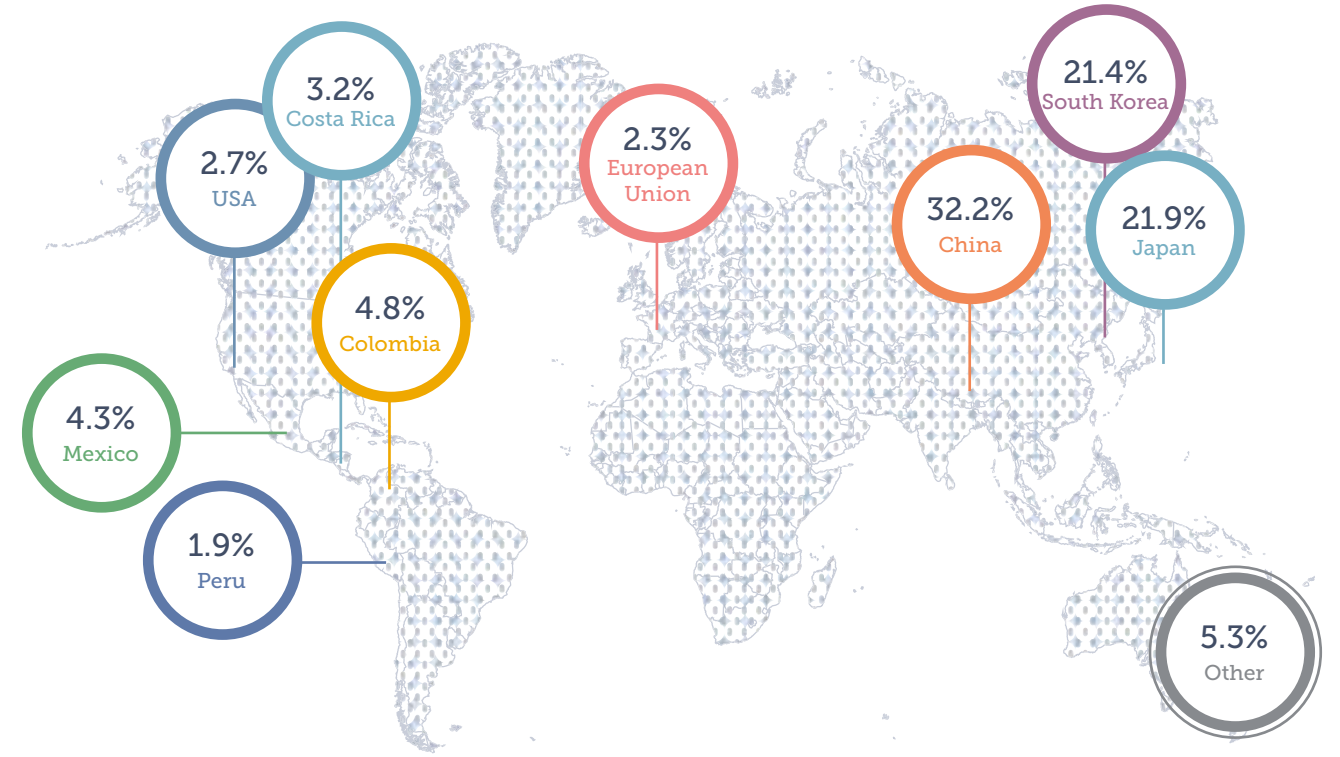 3.2%
Costa Rica
2.7%
USA
4.8%
Colombia
4.3%
Mexico
1.9%
Peru
2.3%
European
Union
32.2%
China
21.4%
South Korea
21.9%
Japan
5.3%
Other